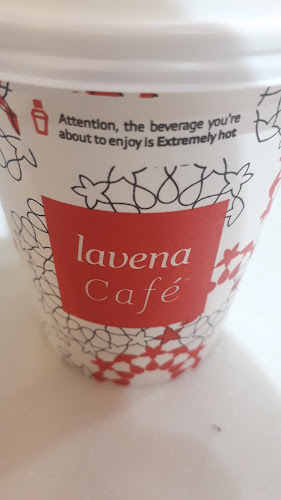 Attention, the beverage you're
about to enjoy is Extremely hot
lavena
Café